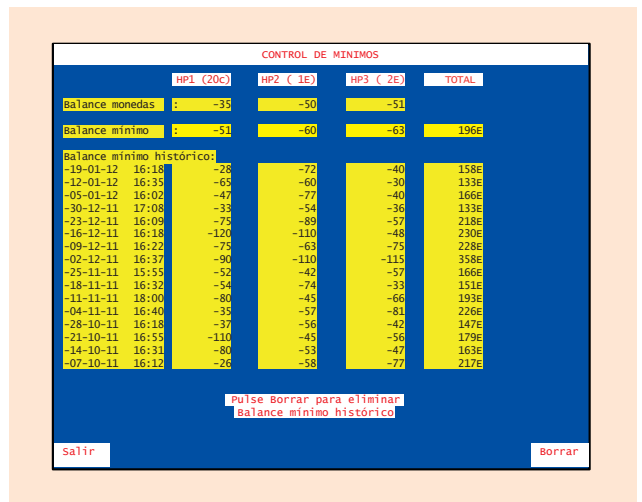 CONTROL DE MINIMOS
HP1 (20c) HP2 ( 1E) HP3 ( 2E) TOTAL
Balance monedas : -35 -50 -51
Balance mínimo : -51 -60 -63 196E
Balance mínimo histórico:
-19-01-12 16:18 -28 -72 -40 158E
-12-01-12 16:35 -65 -60 -30 133E
-05-01-12 16:02 -47 -77 -40 166E
-30-12-11 17:08 -33 -54 -36 133E
-23-12-11 16:09 -75 -89 -57 218E
-16-12-11 16:18 -120 -110 -48 230E
-09-12-11 16:22 -75 -63 -75 228E
-02-12-11 16:37 -90 -110 -115 358E
-25-11-11 15:55 -52 -42 -57 166E
-18-11-11 16:32 -54 -74 -33 151E
-11-11-11 18:00 -80 -45 -66 193E
-04-11-11 16:40 -35 -57 -81 226E
-28-10-11 16:18 -37 -56 -42 147E
-21-10-11 16:55 -110 -45 -56 179E
-14-10-11 16:31 -80 -53 -47 163E
-07-10-11 16:12 -26 -58 -77 217E
Pulse Borrar para eliminar
Balance mínimo histórico
Salir Borrar